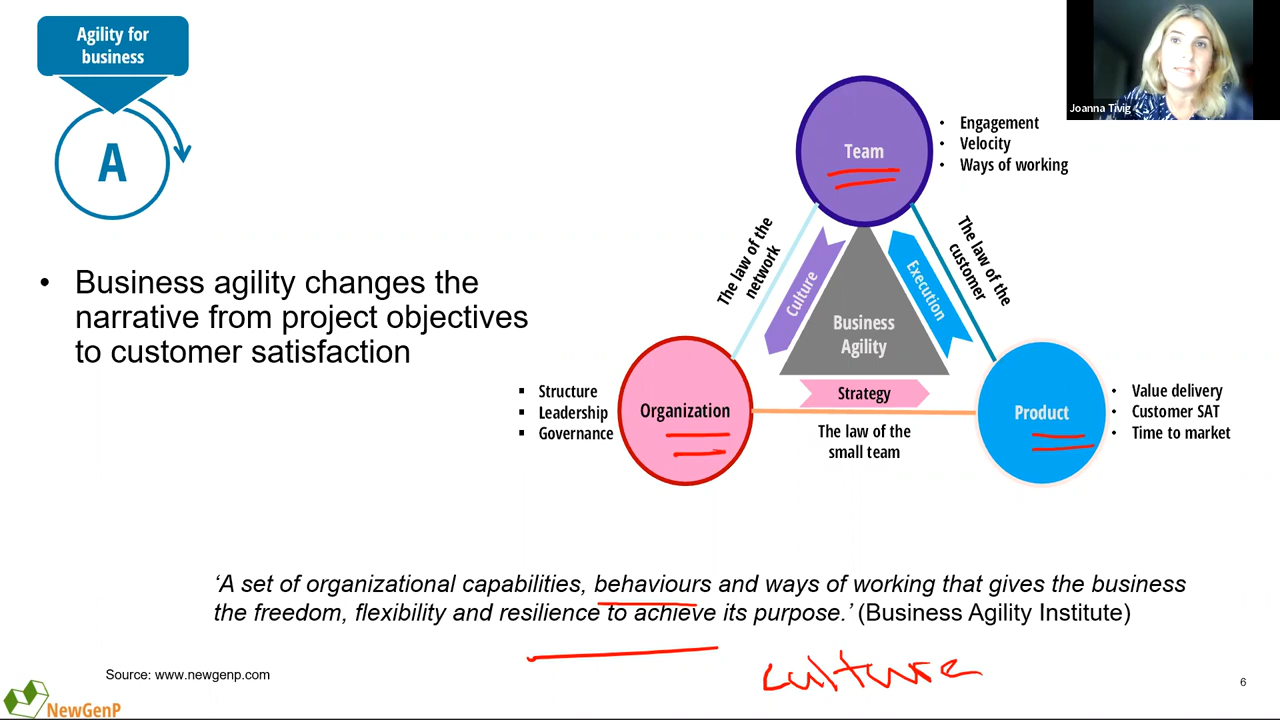 Agility for
business
A
Joanna Tivig
Team
• Engagement
• Velocity
• Ways of working
The law of the
network
Culture
The law of the
customer
Execution
• Business agility changes the
narrative from project objectives
to customer satisfaction
Business
Agility
Structure
Leadership
Governance
Organization
Strategy
The law of the
small team
Product
• Value delivery
• Customer SAT
• Time to market
‘A set of organizational capabilities, behaviours and ways of working that gives the business
the freedom, flexibility and resilience to achieve its purpose.’ (Business Agility Institute)
culture
Source: www.newgenp.com
NewGenP
6